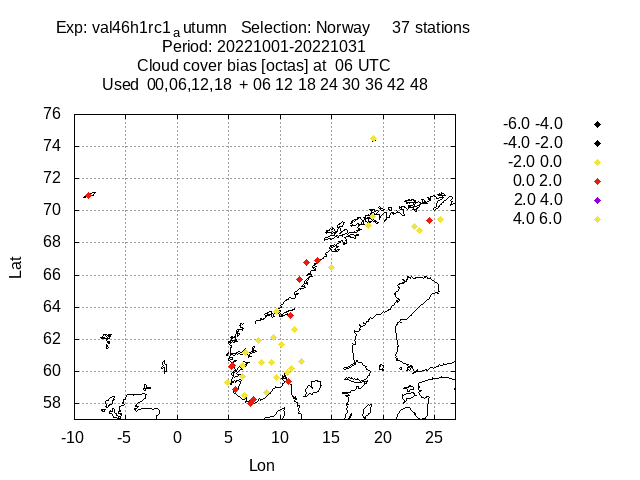 Exp: val46h1rc1autumn Selection: Norway 37 stations
Period: 20221001-20221031
Cloud cover bias [octas] at 06 UTC
Used 00,06,12,18 + 06 12 18 24 30 36 42 48
-6.0 -4.0
-4.0 -2.0
-2.0 0.0
0.0 2.0
2.0 4.0
4.0 6.0
76
74
72
70
68
66
64
62
60
58
Lat
-10 -5 0 5 10 15 20 25
Lon